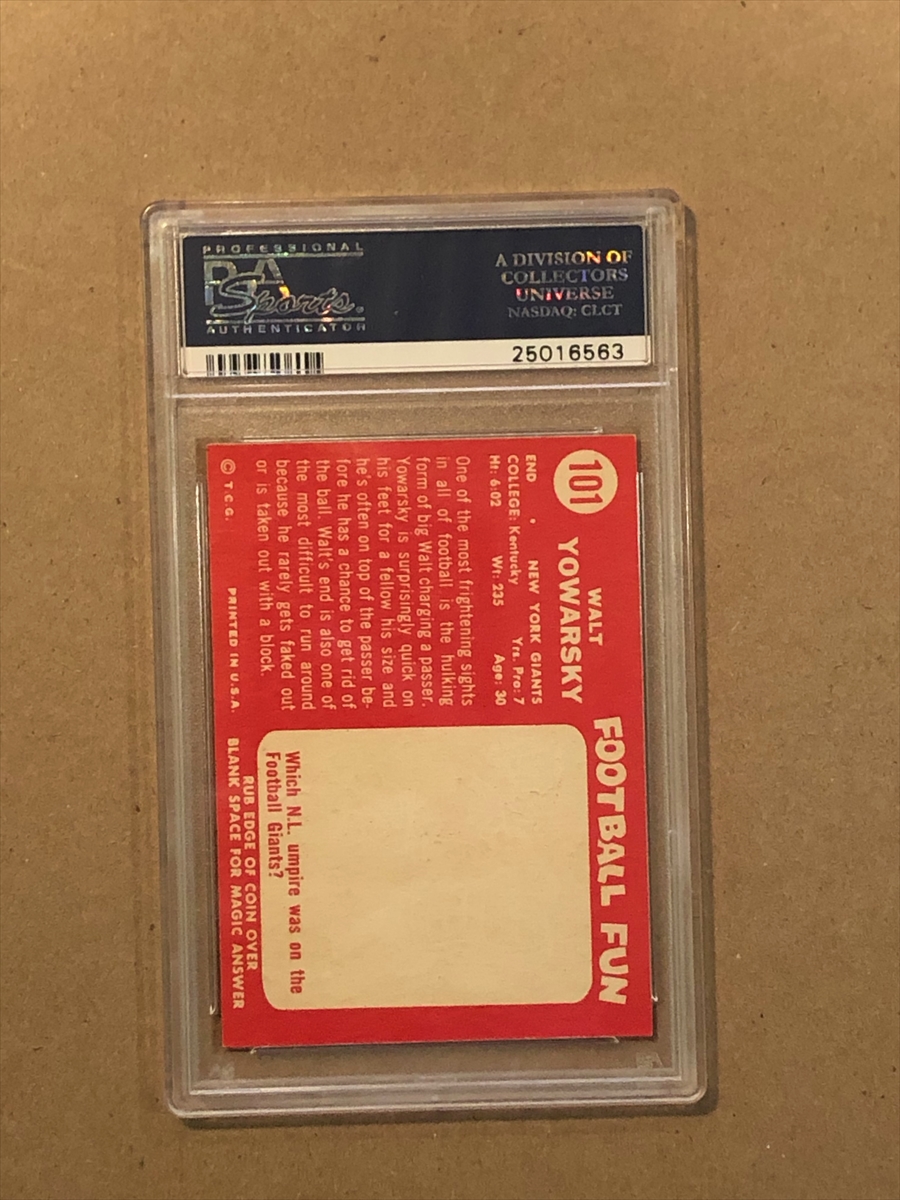 PROFESSIONAL
PSA
Sports.
AUTHENTICATOR
A DIVISION OF
COLLECTORS
UNIVERSE
NASDAQ: CLCT
25016563
101
WALT
YOWARSKY
END • NEW YORK GIANTS
COLLEGE: Kentucky Yrs. Pro: 7
Ht: 6:02 Wt: 235 Age: 30
One of the most frightening sights
in all of football is the hulking
form of big Walt charging a passer.
Yowarsky is surprisingly quick on
his feet for a fellow his size and
he's often on top of the passer be-
fore he has a chance to get rid of
the ball. Walt's end is also one of
the most difficult to run around
because he rarely gets faked out
or is taken out with a block.
© T.C.G. PRINTED IN U.S.A.
FOOTBALL FUN
Which N.L. umpire was on the
Football Giants?
RUB EDGE OF COIN OVER
BLANK SPACE FOR MAGIC ANSWER